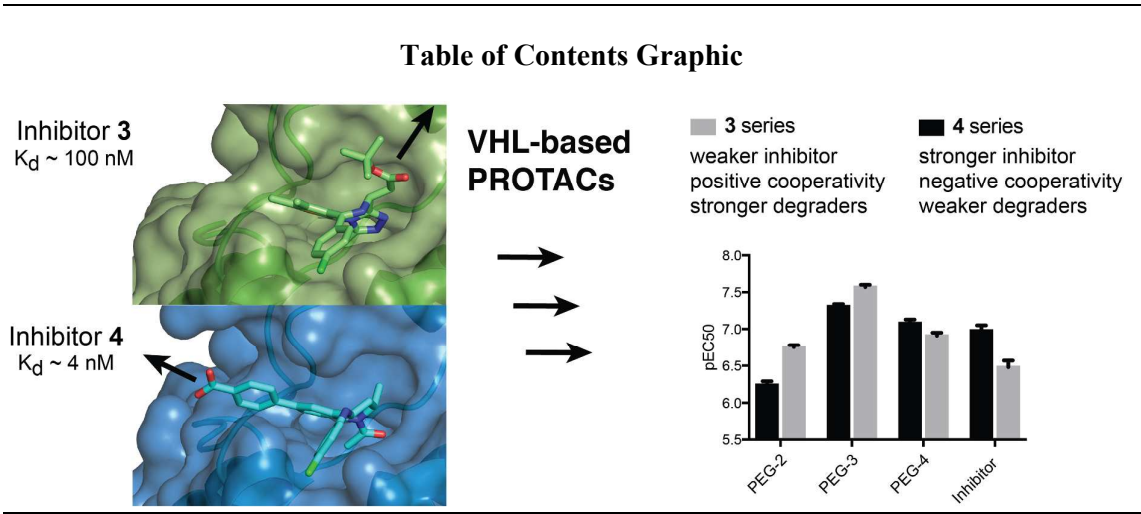 Table of Contents Graphic
Inhibitor 3
Kd ~ 100 nM
Inhibitor 4
Kd ~ 4 nM
VHL-based
PROTACs
3 series
weaker inhibitor
positive cooperativity
stronger degraders
4 series
stronger inhibitor
negative cooperativity
weaker degraders
pEC50
8.0
7.5
7.0
6.5
6.0
5.5
PEG-2
PEG-3
PEG-4
Inhibitor